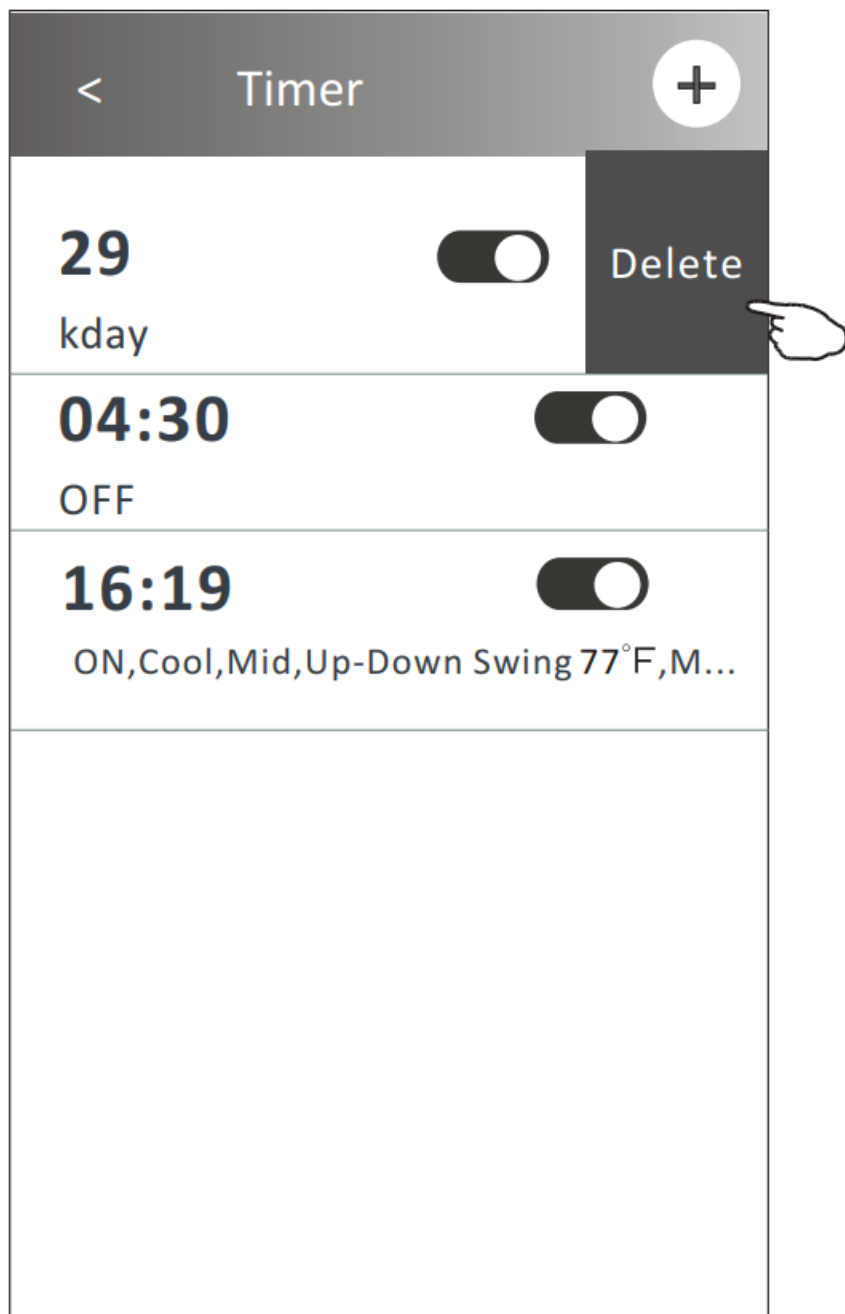 < Timer +
29
Delete
kday
04:30
OFF
16:19
ON,Cool,Mid,Up-Down Swing 77°F,M...